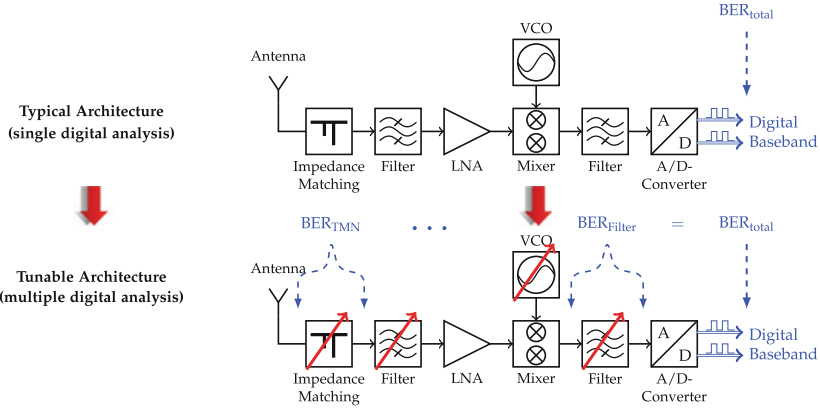 BER_total
VCO
Antenna
Typical Architecture
(single digital analysis)
A
D
Digital
Baseband
Impedance
Matching
Filter
LNA
Mixer
Filter
A/D-
Converter
BER_TMN
. . .
BER_Filter
=
BER_total
VCO
Antenna
Tunable Architecture
(multiple digital analysis)
A
D
Digital
Baseband
Impedance
Matching
Filter
LNA
Mixer
Filter
A/D-
Converter